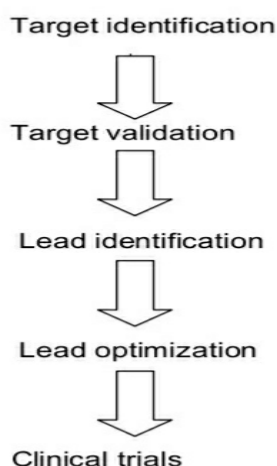 Target identification
Target validation
Lead identification
Lead optimization
Clinical trials